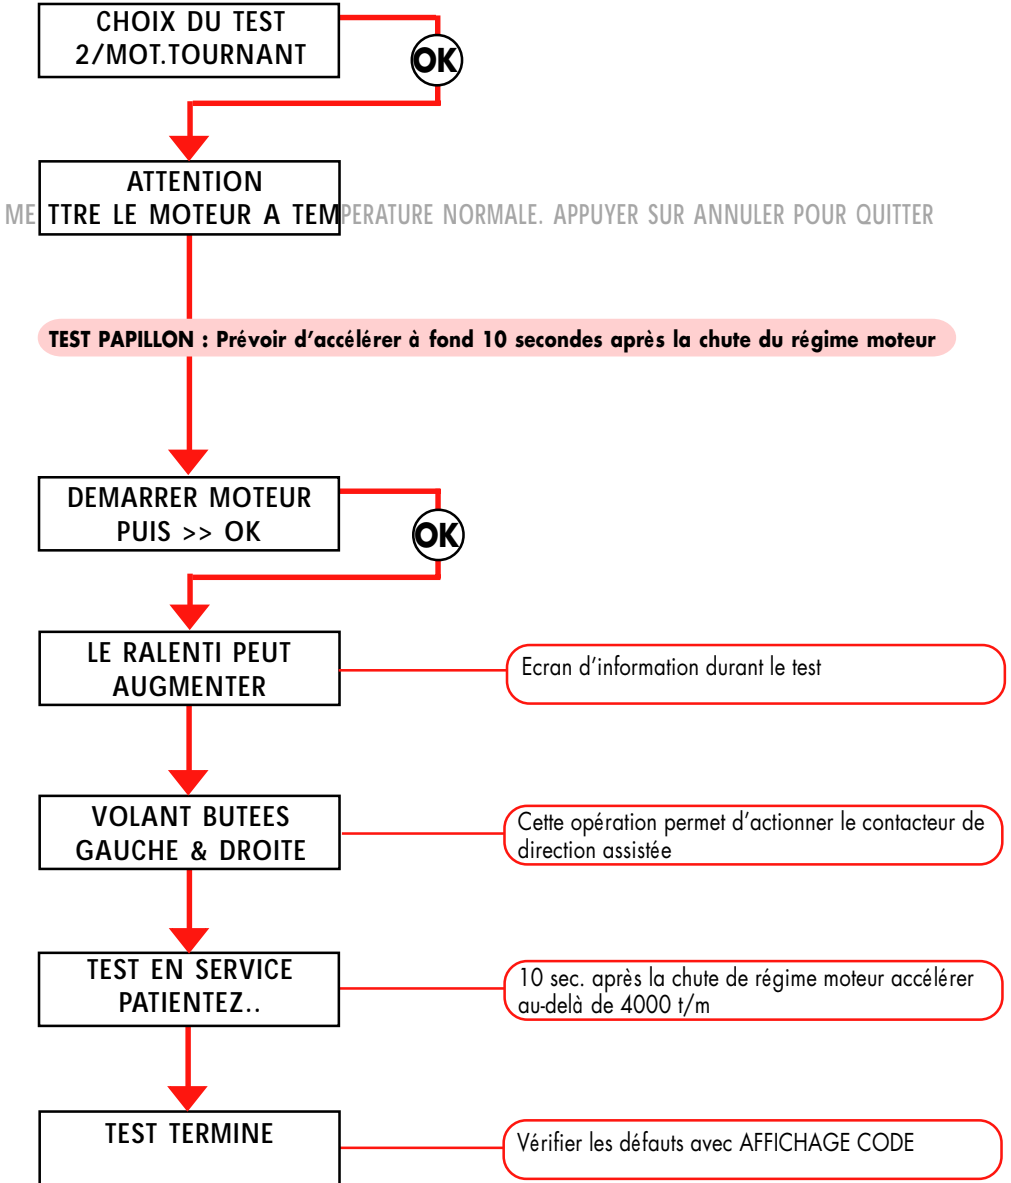 CHOIX DU TEST
2/MOT.TOURNANT
OK
ATTENTION
METTRE LE MOTEUR A TEMPERATURE NORMALE. APPUYER SUR ANNULER POUR QUITTER
TEST PAPILLON : Prévoir d'accélérer à fond 10 secondes après la chute du régime moteur
DEMARRER MOTEUR
PUIS >> OK
OK
LE RALENTI PEUT
AUGMENTER
Ecran d'information durant le test
VOLANT BUTEES
GAUCHE & DROITE
Cette opération permet d'actionner le contacteur de
direction assistée
TEST EN SERVICE
PATIENTEZ..
10 sec. après la chute de régime moteur accélérer
au-delà de 4000 t/m
TEST TERMINE
Vérifier les défauts avec AFFICHAGE CODE